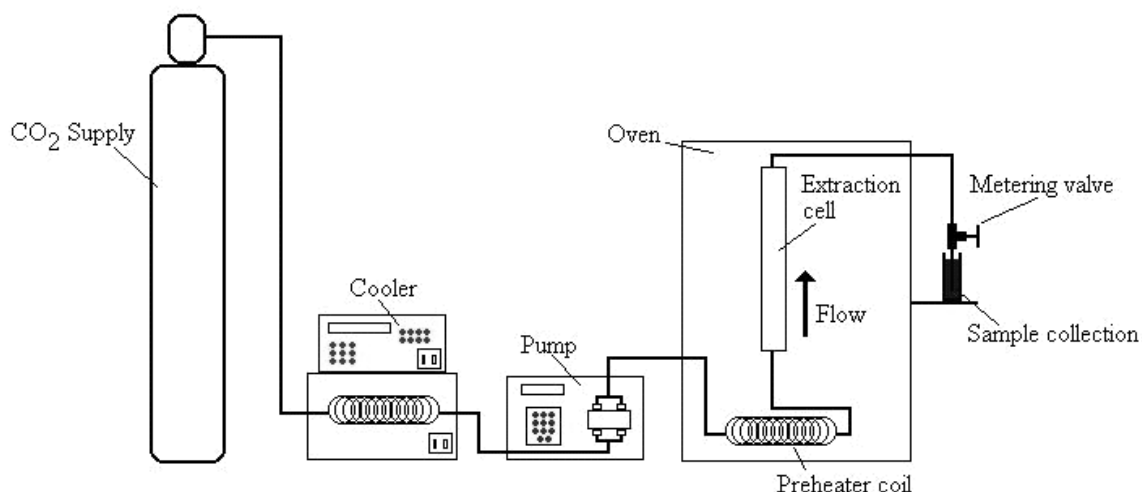 CO2 Supply
Cooler
Pump
Oven
Extraction
cell
Flow
Preheater coil
Metering valve
Sample collection